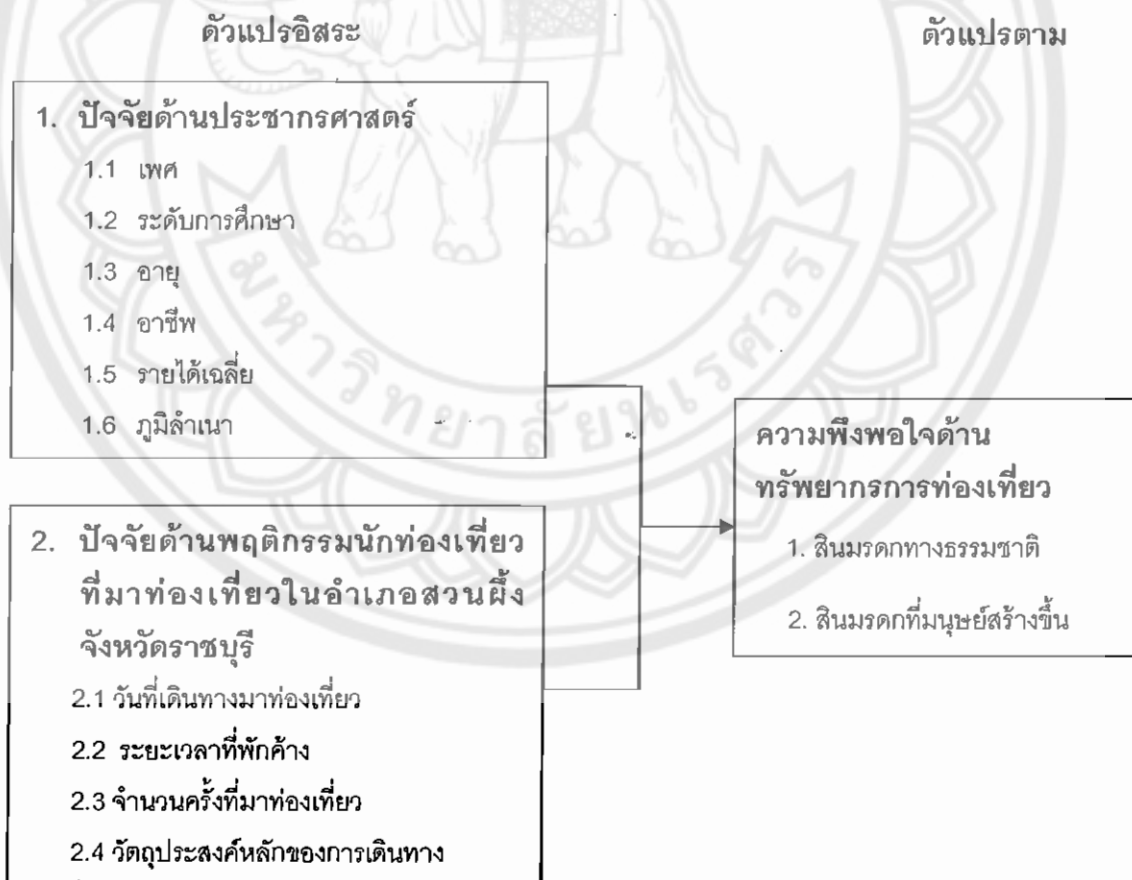 ตัวแปรอิสระ
ตัวแปรตาม
1. ปัจจัยด้านประชากรศาสตร์
1.1 เพศ
1.2 ระดับการศึกษา
1.3 อายุ
1.4 อาชีพ
1.5 รายได้เฉลี่ย
1.6 ภูมิลำเนา
2. ปัจจัยด้านพฤติกรรมนักท่องเที่ยว
ที่มาท่องเที่ยวในอำเภอสวนผึ้ง
จังหวัดราชบุรี
2.1 วันที่เดินทางมาท่องเที่ยว
2.2 ระยะเวลาที่พักค้าง
2.3 จำนวนครั้งที่มาท่องเที่ยว
2.4 วัตถุประสงค์หลักของการเดินทาง
ความพึงพอใจด้าน
ทรัพยากรการท่องเที่ยว
1. สินมรดกทางธรรมชาติ
2. สินมรดกที่มนุษย์สร้างขึ้น
มหาวิทยาลัยนเรศวร